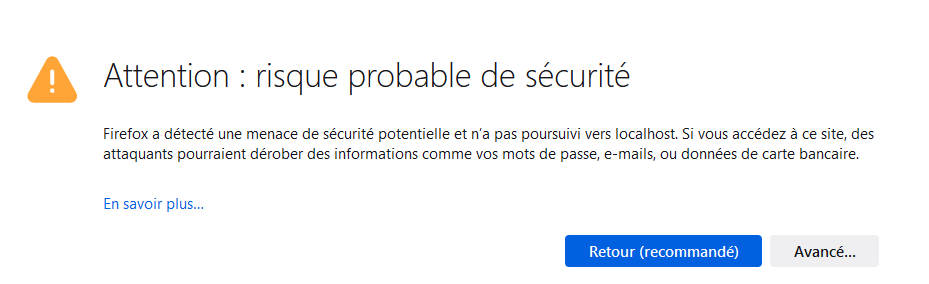 Attention : risque probable de sécurité
Firefox a détecté une menace de sécurité potentielle et n’a pas poursuivi vers localhost. Si vous accédez à ce site, des
attaquants pourraient dérober des informations comme vos mots de passe, e-mails, ou données de carte bancaire.
En savoir plus…
Retour (recommandé)
Avancé…